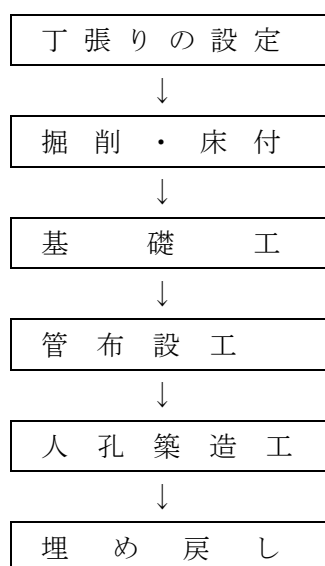 丁張りの設定
↓
掘削・床付
↓
基礎工
↓
管布設工
↓
人孔築造工
↓
埋め戻し